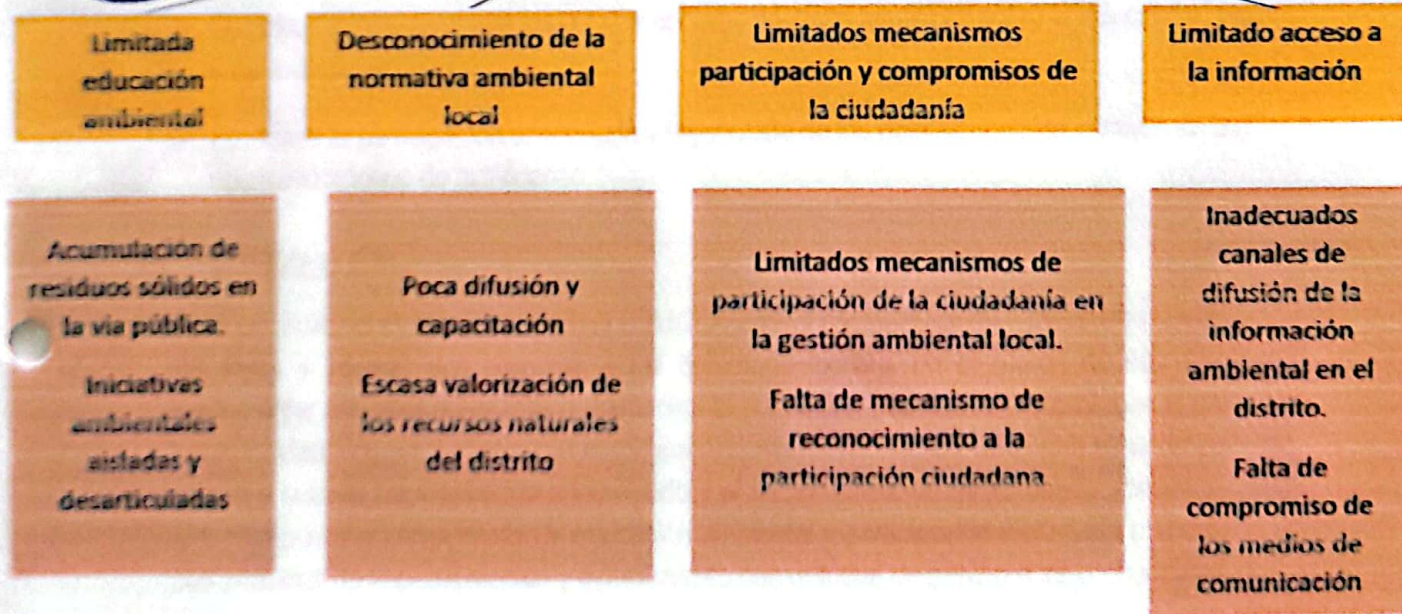 Limitada
educación
ambiental
Desconocimiento de la
normativa ambiental
local
Limitados mecanismos
participación y compromisos de
la ciudadanía
Limitado acceso a
la información
Acumulación de
residuos sólidos en
la vía pública.
Iniciativas
ambientales
aisladas y
desarticuladas
Poca difusión y
capacitación
Escasa valorización de
los recursos naturales
del distrito
Limitados mecanismos de
participación de la ciudadanía en
la gestión ambiental local.
Falta de mecanismo de
reconocimiento a la
participación ciudadana.
Inadecuados
canales de
difusión de la
información
ambiental en el
distrito.
Falta de
compromiso de
los medios de
comunicación